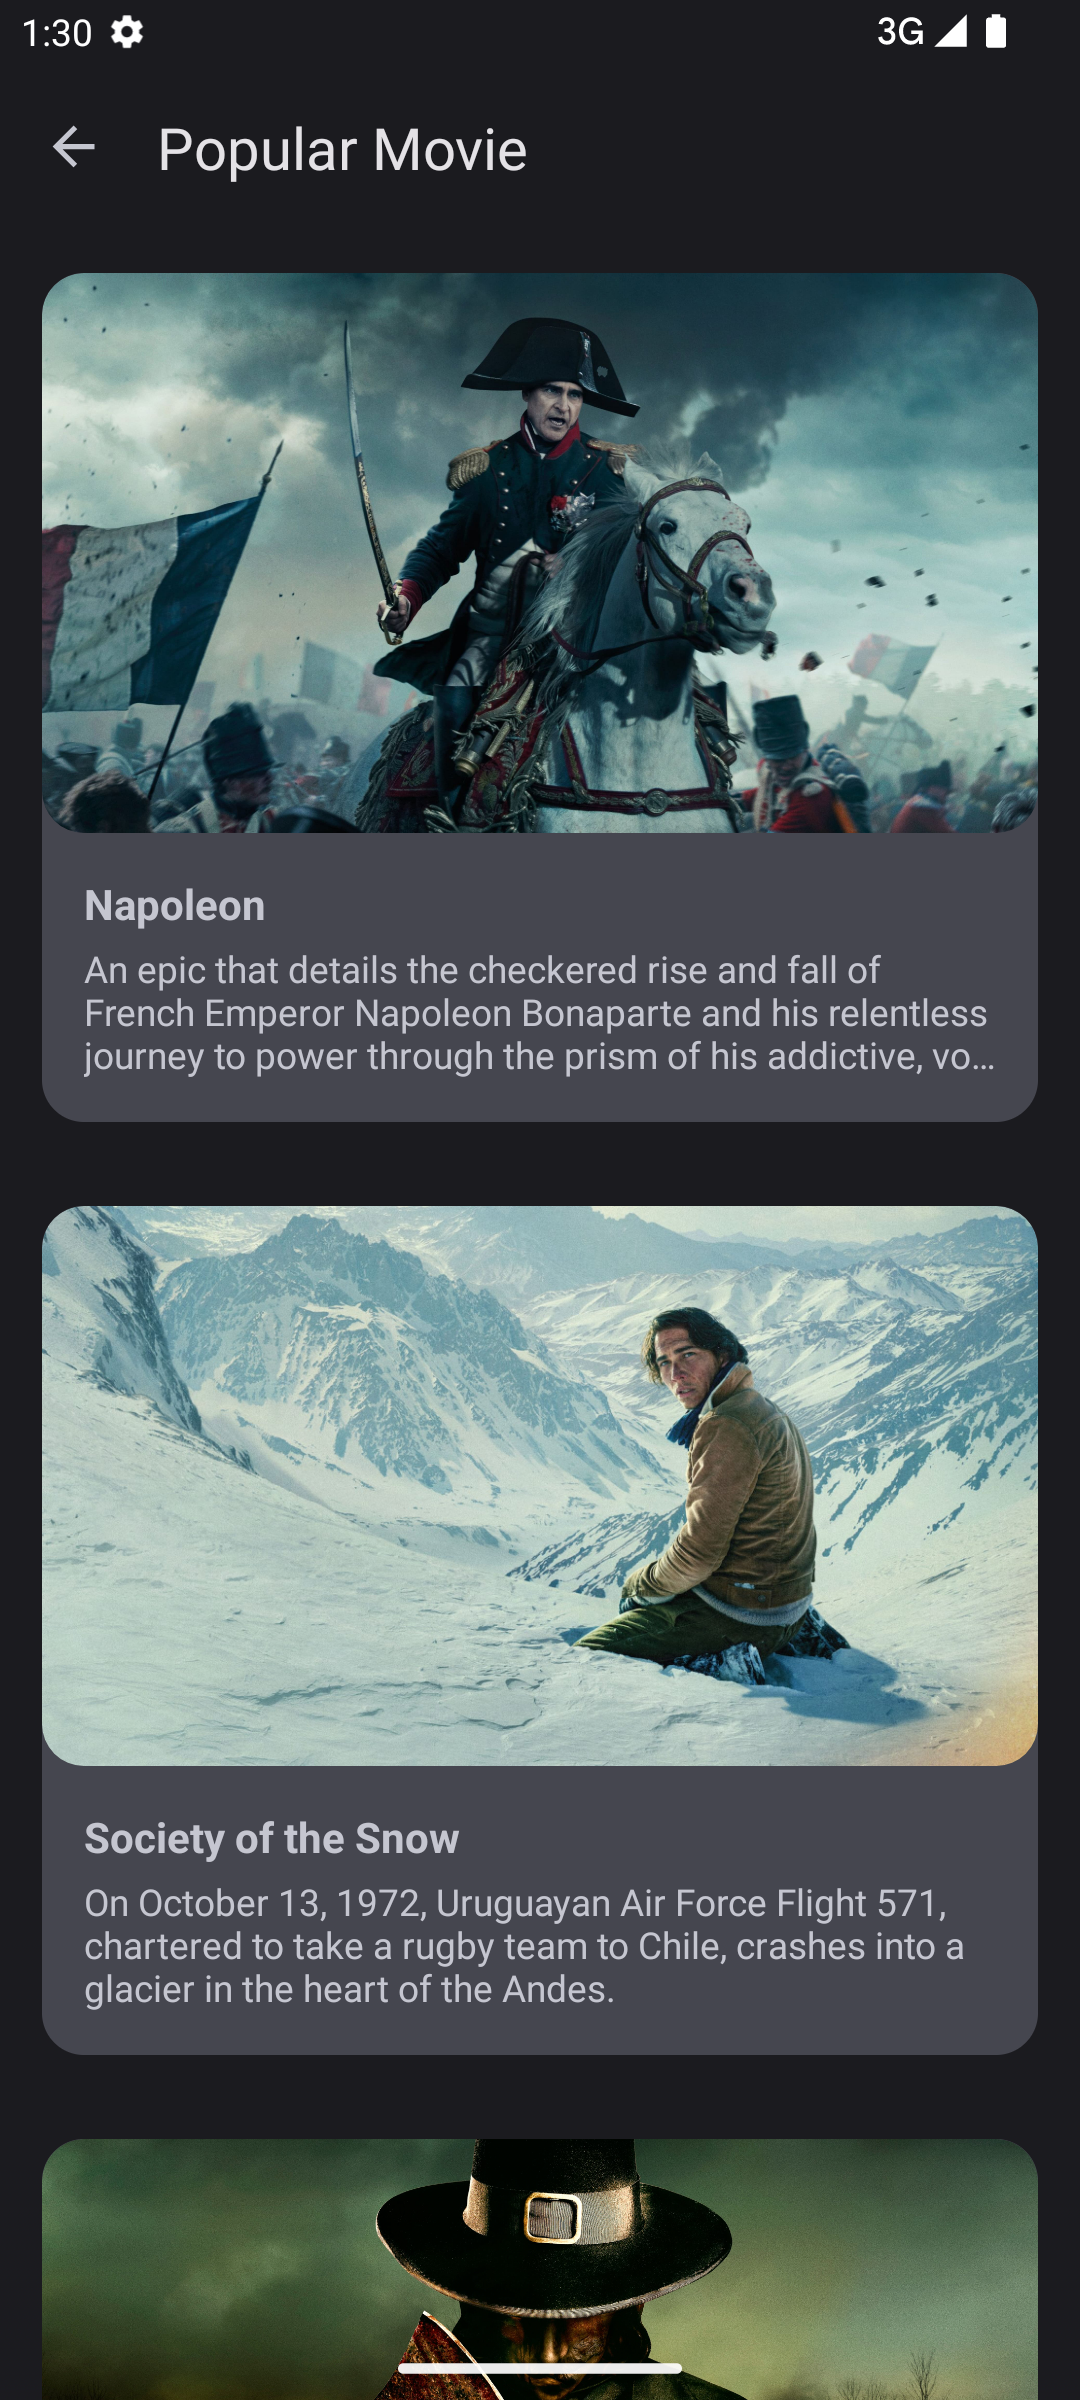 1:30
3G
Popular Movie
Napoleon
An epic that details the checkered rise and fall of
French Emperor Napoleon Bonaparte and his relentless
journey to power through the prism of his addictive, vo…
Society of the Snow
On October 13, 1972, Uruguayan Air Force Flight 571,
chartered to take a rugby team to Chile, crashes into a
glacier in the heart of the Andes.